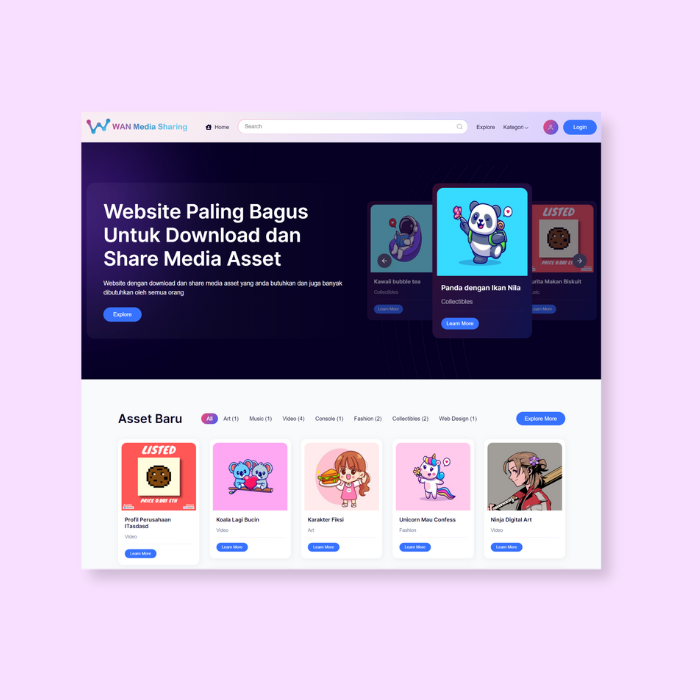 WAN Media Sharing
Home
Search
Explore
Kategori
Login
Website Paling Bagus
Untuk Download dan
Share Media Asset
Website dengan download dan share media asset yang anda butuhkan dan juga banyak
dibutuhkan oleh semua orang
Explore
Kawaii bubble tea
Collectibles
Learn More
Panda dengan Ikan Nila
Collectibles
Learn More
LISTED
PRICE 0.081 ETH
Makan Biskuit
Learn More
Asset Baru
All
Art (1)
Music (1)
Video (4)
Console (1)
Fashion (2)
Collectibles (2)
Web Design (1)
Explore More
LISTED
PRICE 0.081 ETH
Profil Perusahaan
ITasdasd
Video
Learn More
Koala Lagi Bucin
Video
Learn More
Karakter Fiksi
Art
Learn More
Unicorn Mau Confess
Fashion
Learn More
Ninja Digital Art
Video
Learn More